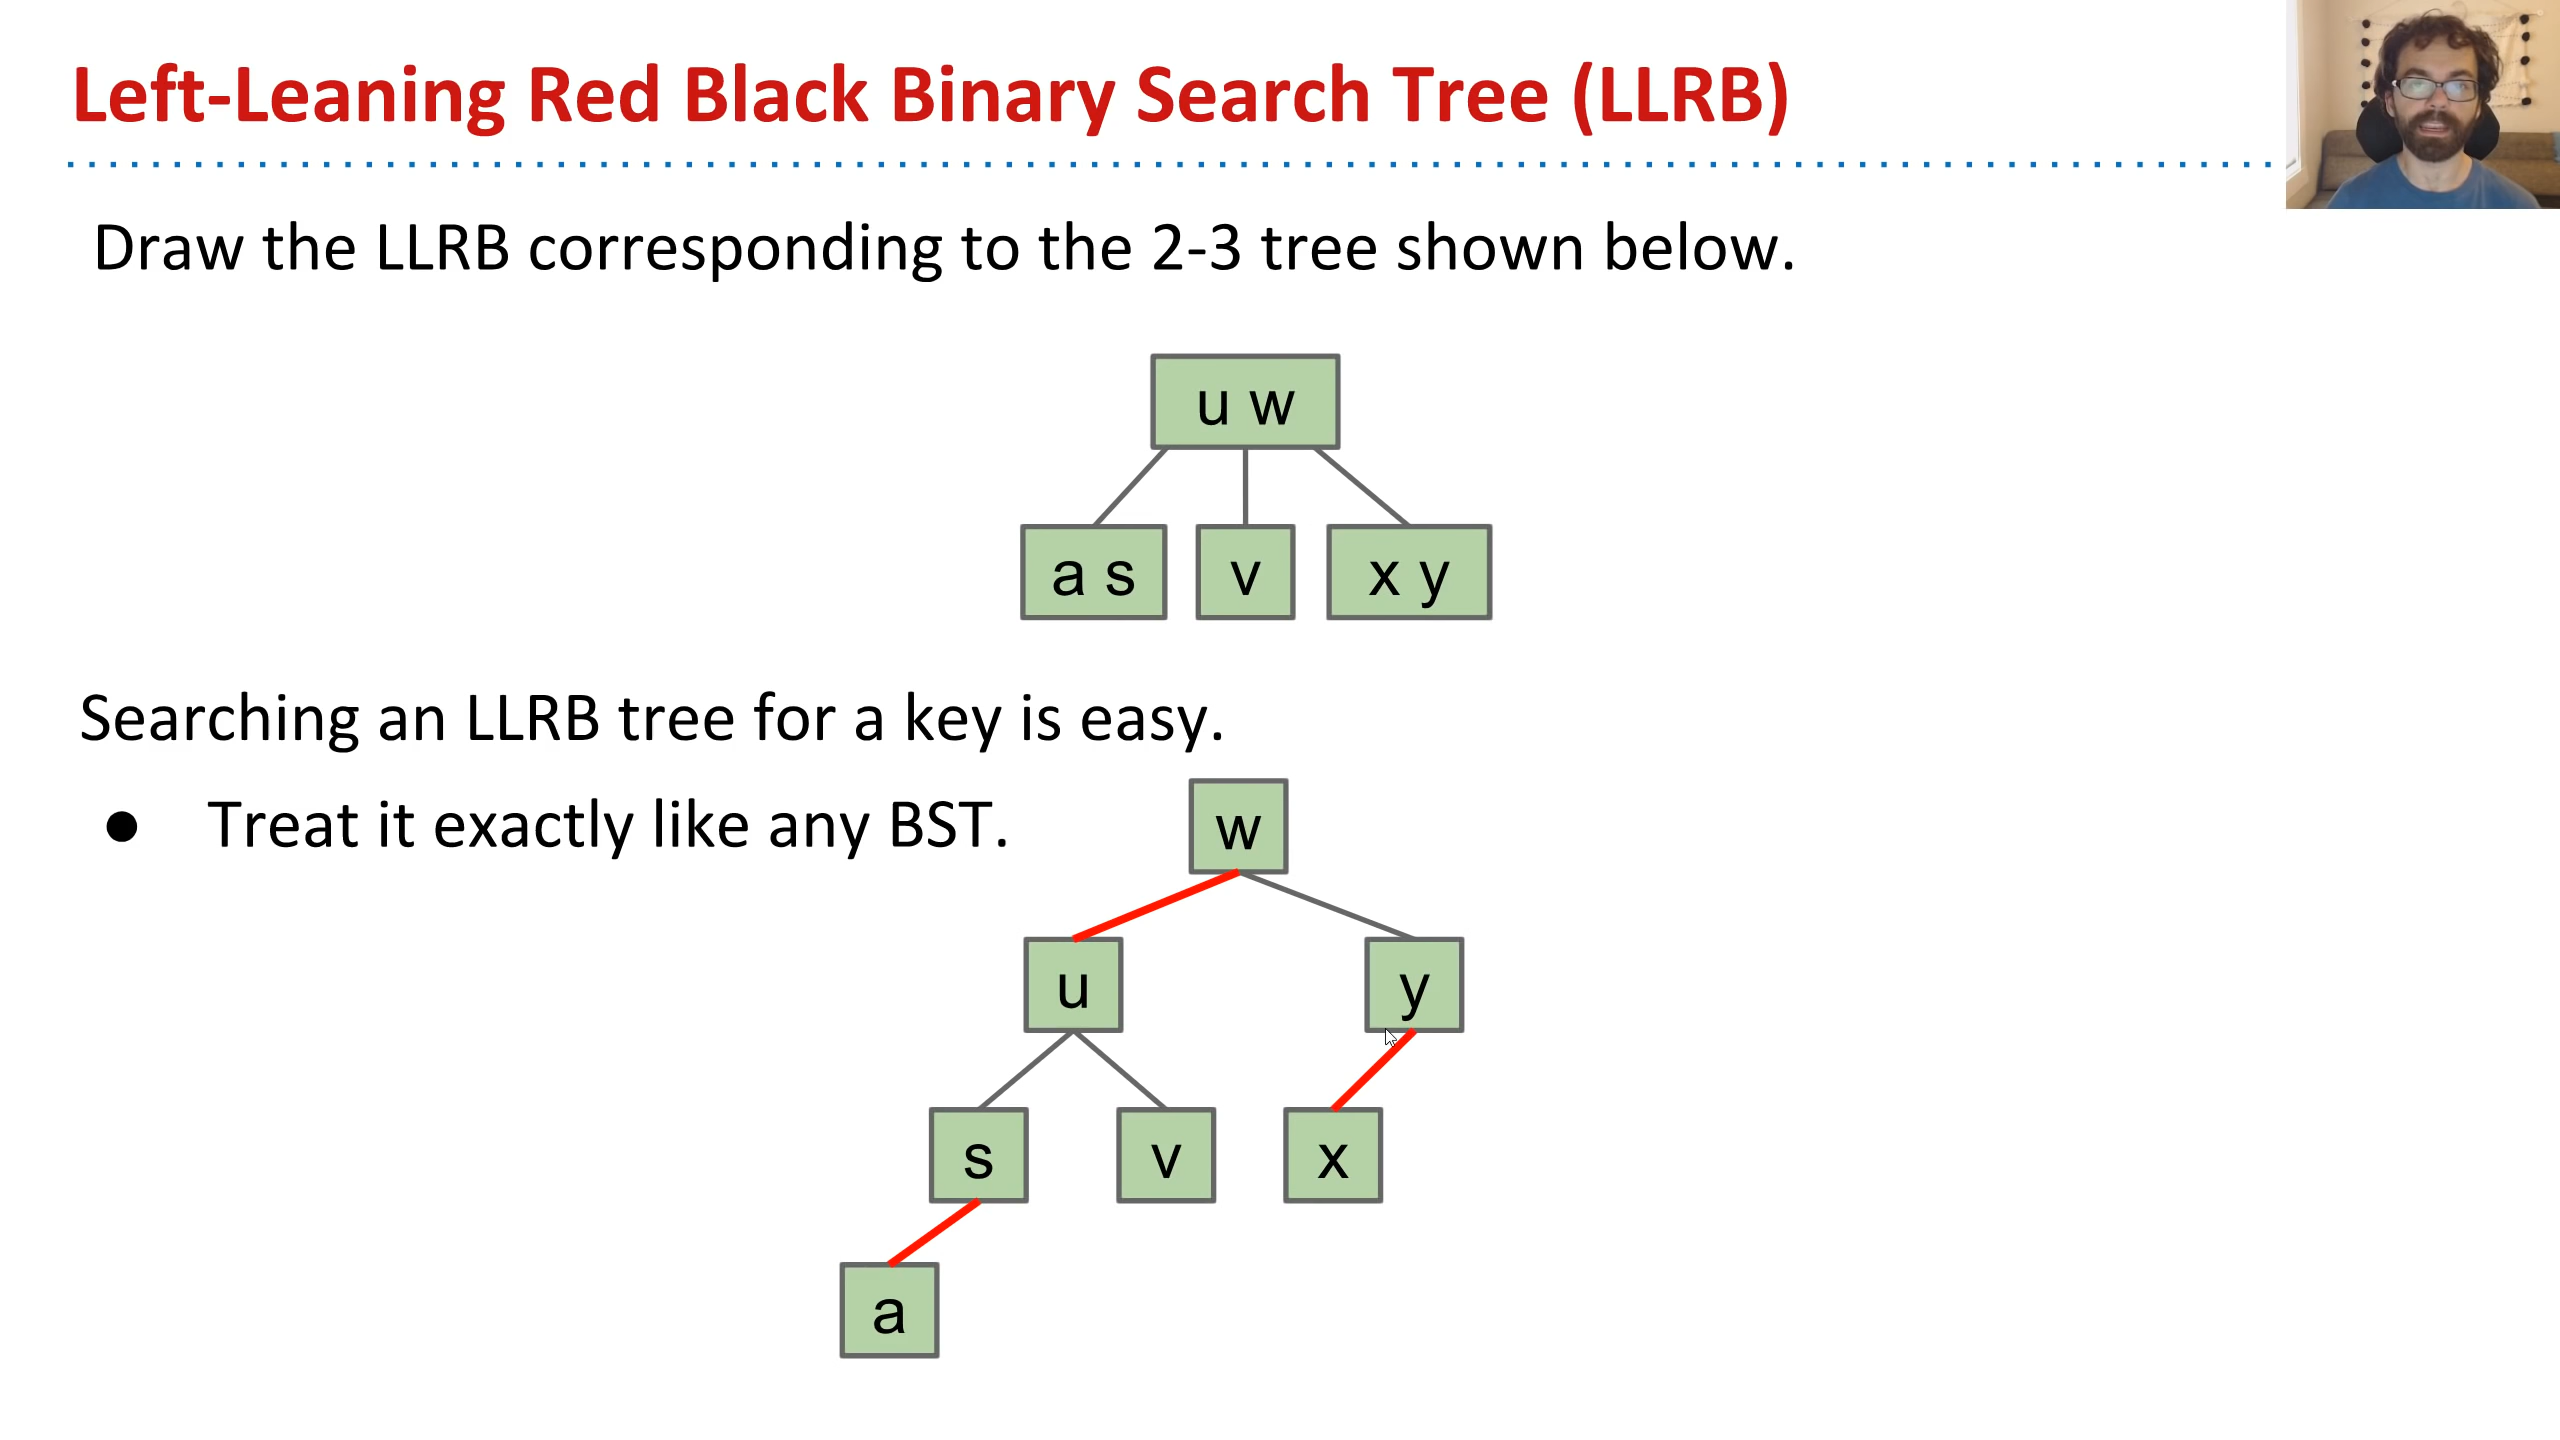 Left-Leaning Red Black Binary Search Tree (LLRB)
Draw the LLRB corresponding to the 2-3 tree shown below.
u w
a s
v
x y
Searching an LLRB tree for a key is easy.
● Treat it exactly like any BST.
w
u
y
s
v
x
a